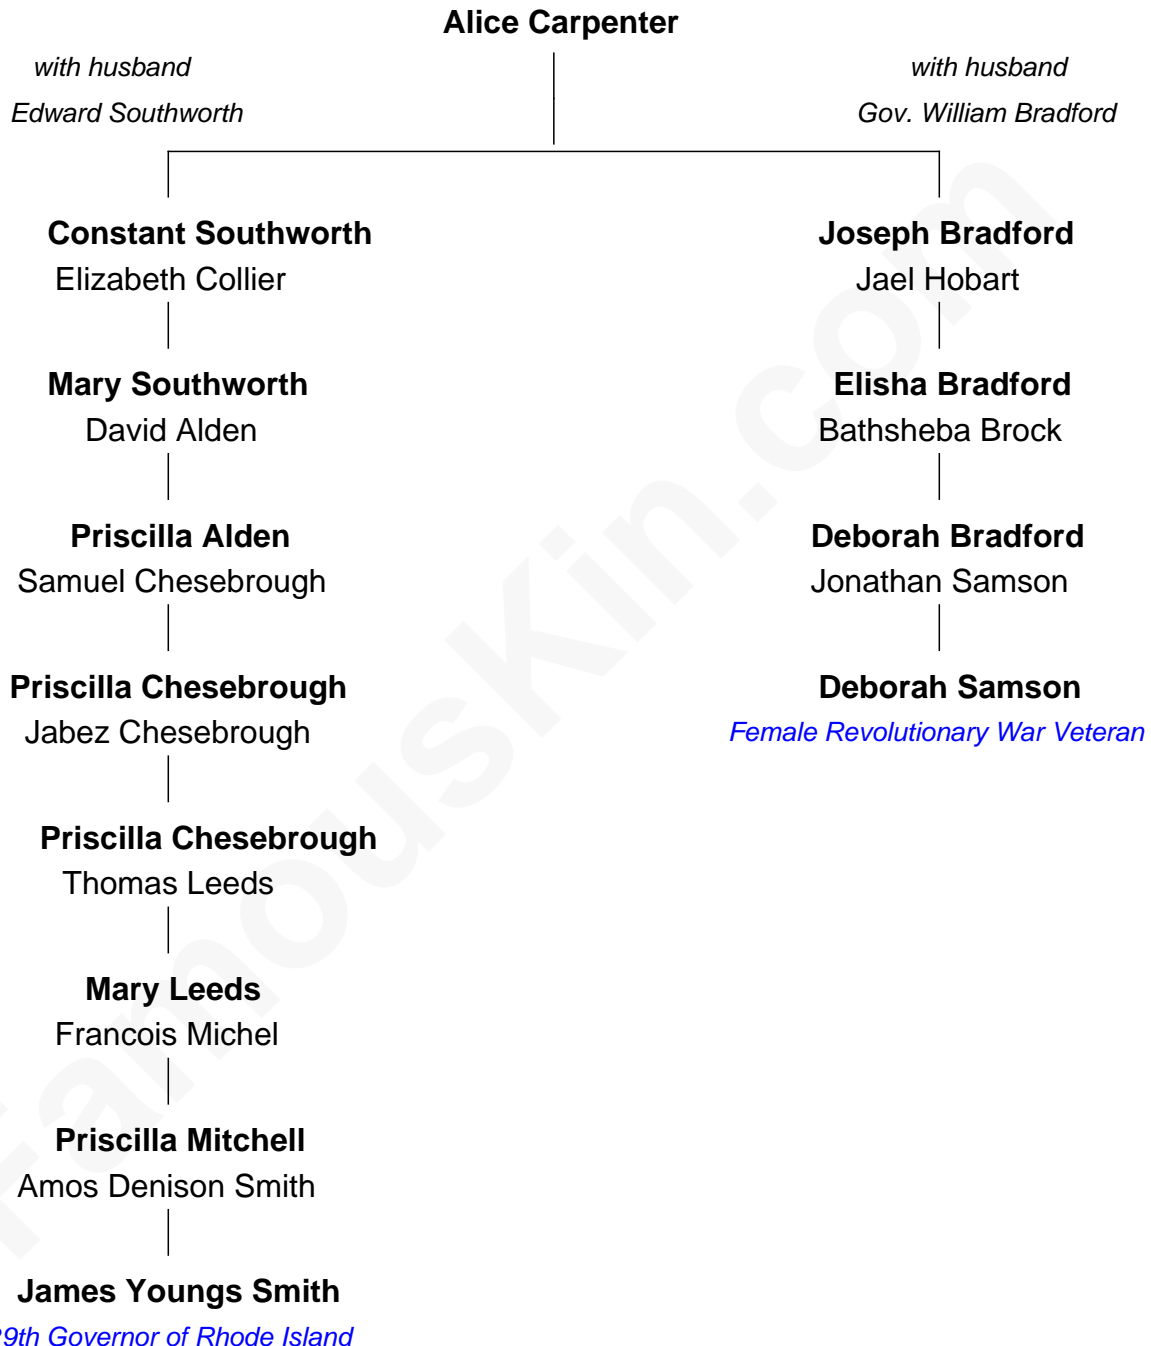 Alice Carpenter
with husband
Edward Southworth
with husband
Gov. William Bradford
Constant Southworth
Elizabeth Collier
Mary Southworth
David Alden
Priscilla Alden
Samuel Chesebrough
Priscilla Chesebrough
Jabez Chesebrough
Priscilla Chesebrough
Thomas Leeds
Mary Leeds
Francois Michel
Priscilla Mitchell
Amos Denison Smith
James Youngs Smith
29th Governor of Rhode Island
Joseph Bradford
Jael Hobart
Elisha Bradford
Bathsheba Brock
Deborah Bradford
Jonathan Samson
Deborah Samson
Female Revolutionary War Veteran
FamousKin.com